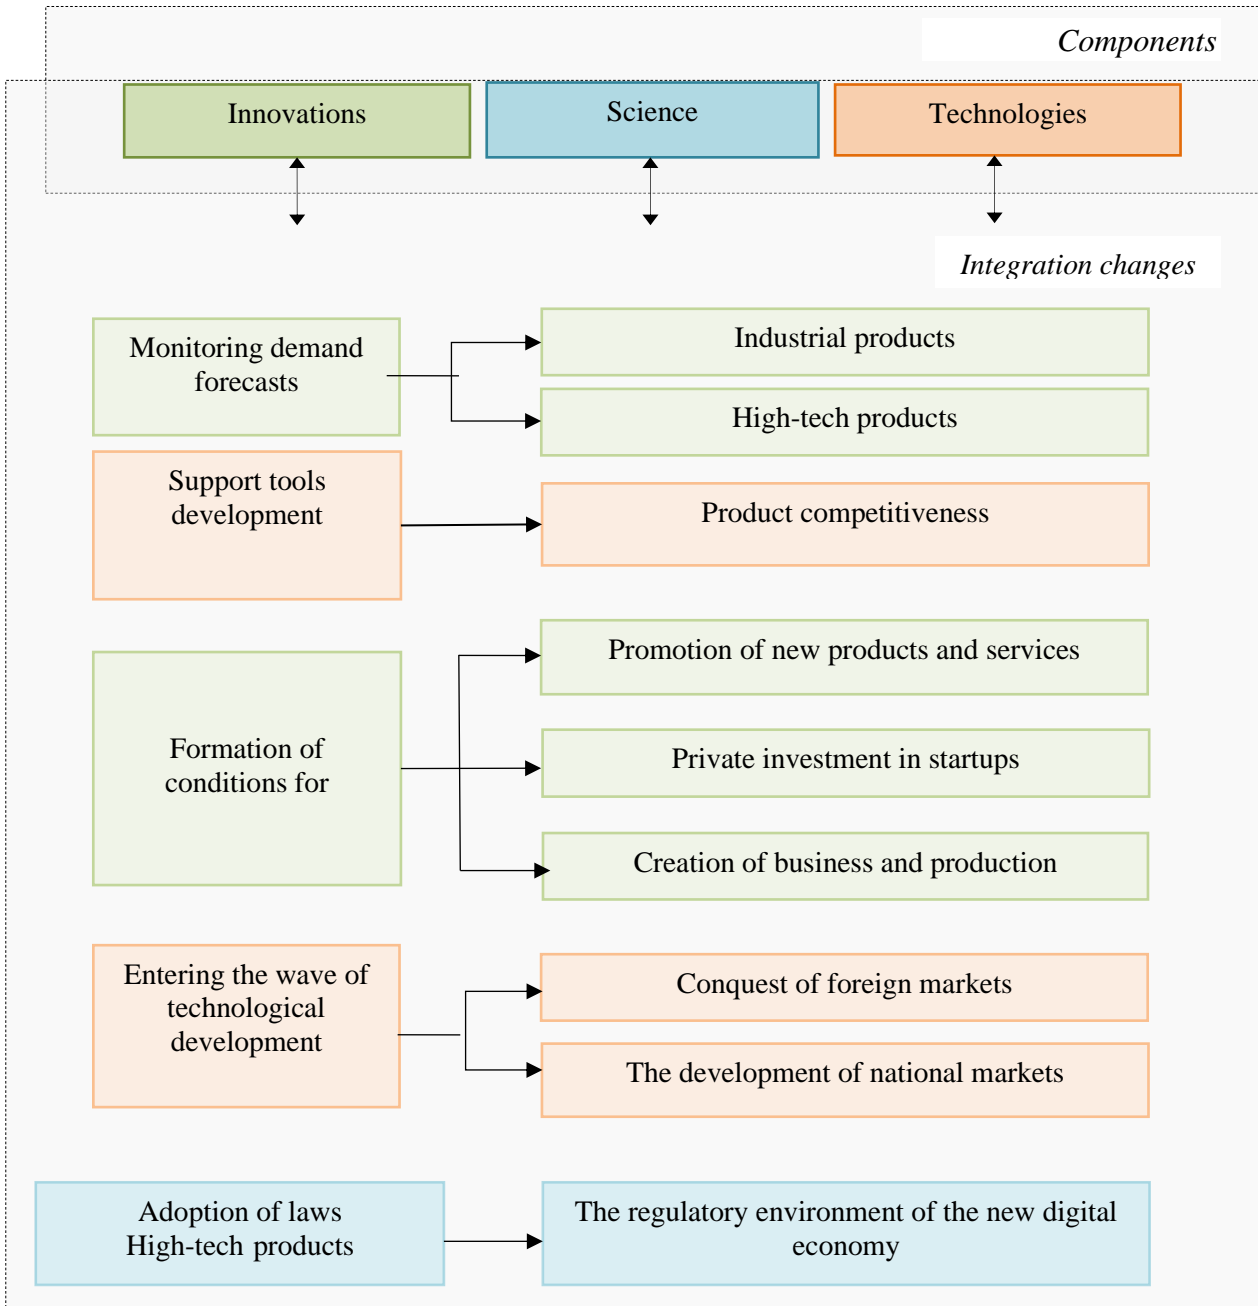 Components
Innovations
Science
Technologies
Integration changes
Monitoring demand
forecasts
Industrial products
High-tech products
Support tools
development
Product competitiveness
Formation of
conditions for
Promotion of new products and services
Private investment in startups
Creation of business and production
Entering the wave of
technological
development
Conquest of foreign markets
The development of national markets
Adoption of laws
High-tech products
The regulatory environment of the new digital
economy